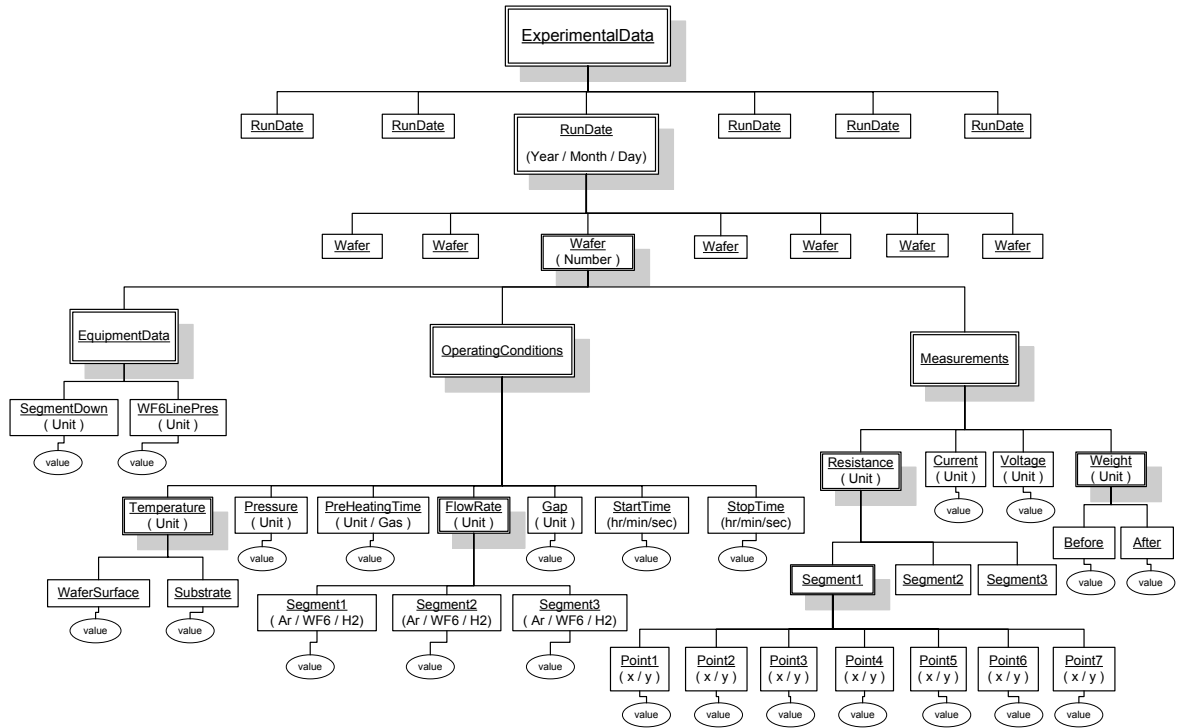 ExperimentalData
RunDate
RunDate
RunDate
(Year / Month / Day)
RunDate
RunDate
RunDate
Wafer
Wafer
Wafer
( Number )
Wafer
Wafer
Wafer
Wafer
EquipmentData
OperatingConditions
Measurements
SegmentDown
( Unit )
value
WF6LinePres
( Unit )
value
Temperature
( Unit )
Pressure
( Unit )
value
PreHeatingTime
( Unit / Gas )
value
FlowRate
( Unit )
Gap
( Unit )
value
StartTime
(hr/min/sec)
value
StopTime
(hr/min/sec)
value
Resistance
( Unit )
Current
( Unit )
value
Voltage
( Unit )
value
Weight
( Unit )
Before
value
After
value
WaferSurface
value
Substrate
value
Segment1
( Ar / WF6 / H2)
value
Segment2
(Ar / WF6 / H2)
value
Segment3
( Ar / WF6 / H2)
value
Segment1
Segment2
Segment3
Point1
( x / y )
value
Point2
( x / y )
value
Point3
( x / y )
value
Point4
( x / y )
value
Point5
( x / y )
value
Point6
( x / y )
value
Point7
( x / y )
value